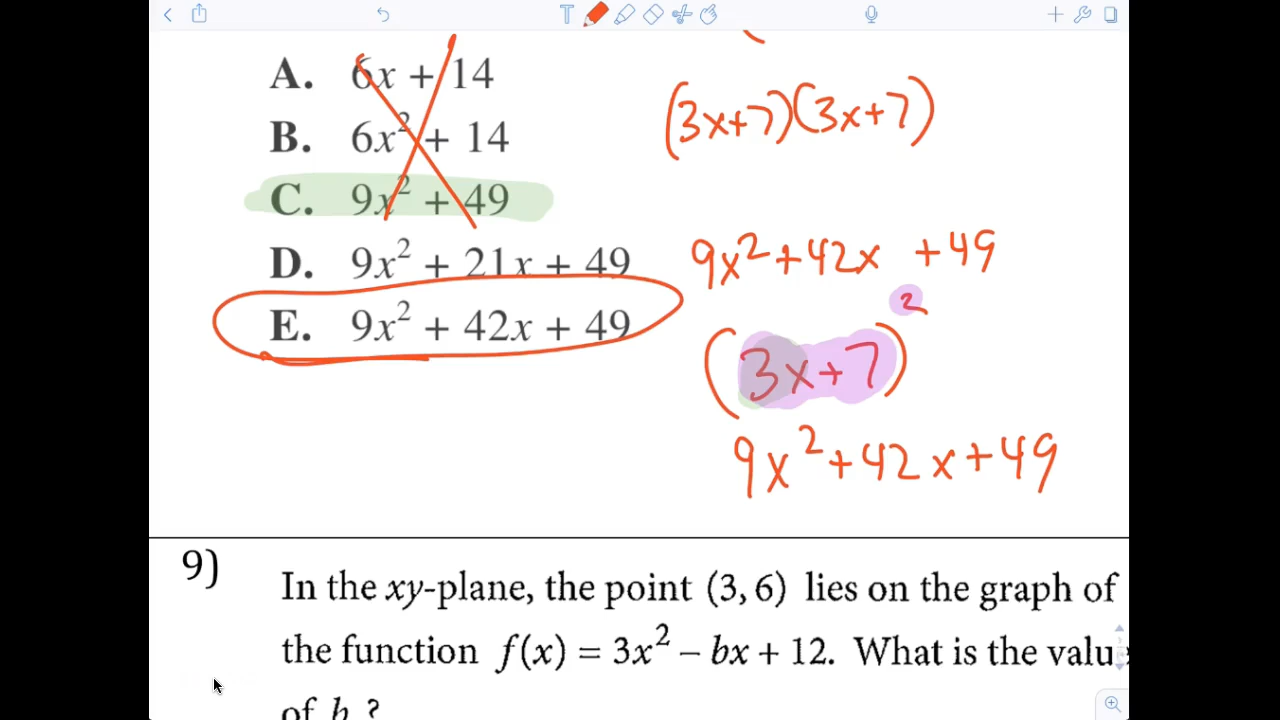 A. 6x + 14
(3x+7)(3x+7)
B. 6x² + 14
C. 9x² + 49
9x²+42x +49
D. 9x² + 21x + 49
E. 9x² + 42x + 49
(3x+7)²
9x²+42x+49
9)
In the xy-plane, the point (3, 6) lies on the graph of
the function f(x) = 3x² – bx + 12. What is the valu
of b ?